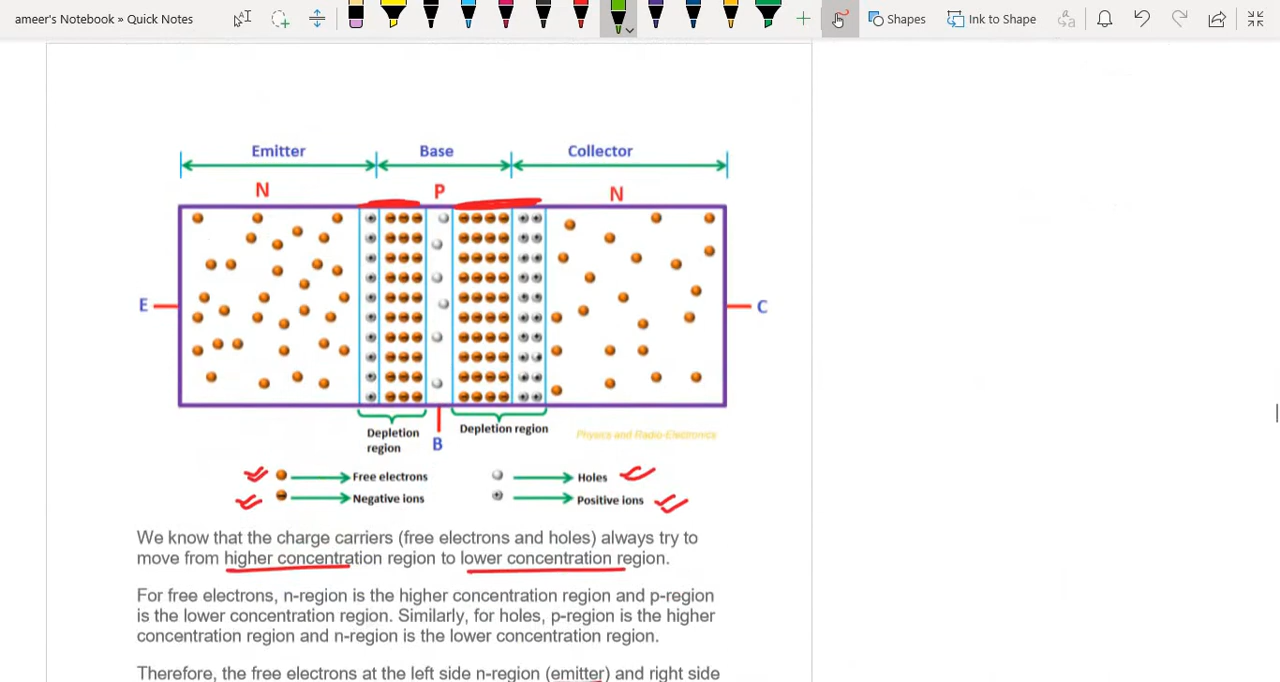 ameer's Notebook » Quick Notes
Shapes
Ink to Shape
Emitter
Base
Collector
N
P
N
E
C
Depletion
region
B
Depletion region
Physics and Radio-Electronics
Free electrons
Holes
Negative ions
Positive ions
We know that the charge carriers (free electrons and holes) always try to
move from higher concentration region to lower concentration region.
For free electrons, n-region is the higher concentration region and p-region
is the lower concentration region. Similarly, for holes, p-region is the higher
concentration region and n-region is the lower concentration region.
Therefore, the free electrons at the left side n-region (emitter) and right side